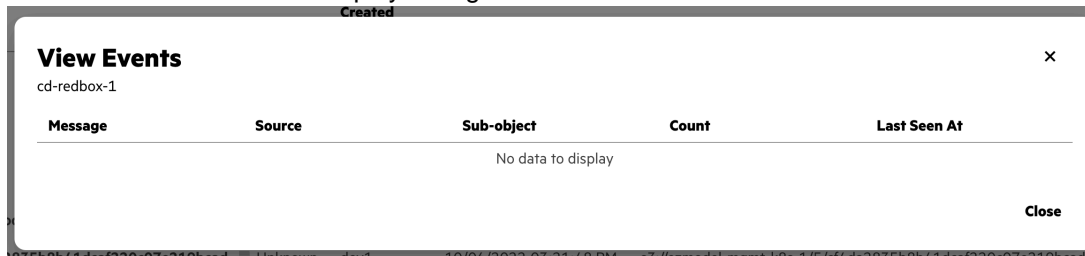 Created
View Events
×
cd-redbox-1
Message Source Sub-object Count Last Seen At
No data to display
Close
Unknown dev1